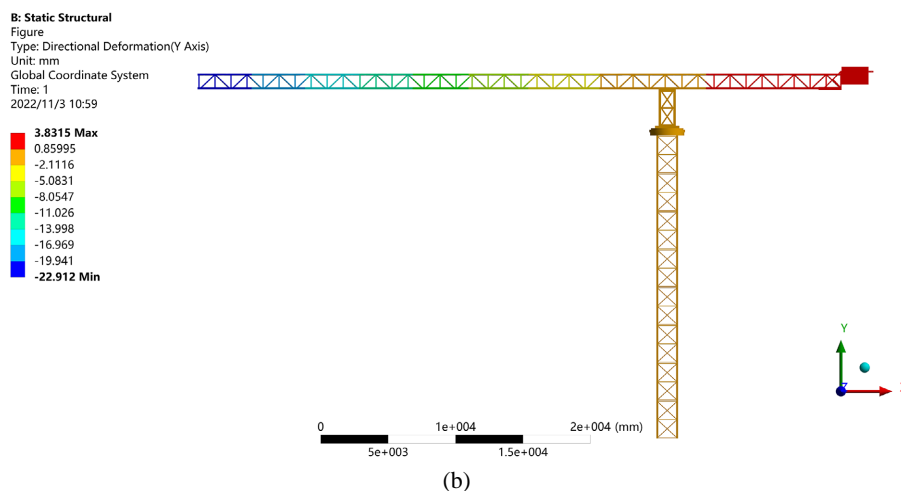 B: Static Structural
Figure
Type: Directional Deformation(Y Axis)
Unit: mm
Global Coordinate System
Time: 1
2022/11/3 10:59
3.8315 Max
0.85995
-2.1116
-5.0831
-8.0547
-11.026
-13.998
-16.969
-19.941
-22.912 Min
Y
Z
0 1e+004 2e+004 (mm)
5e+003 1.5e+004
(b)